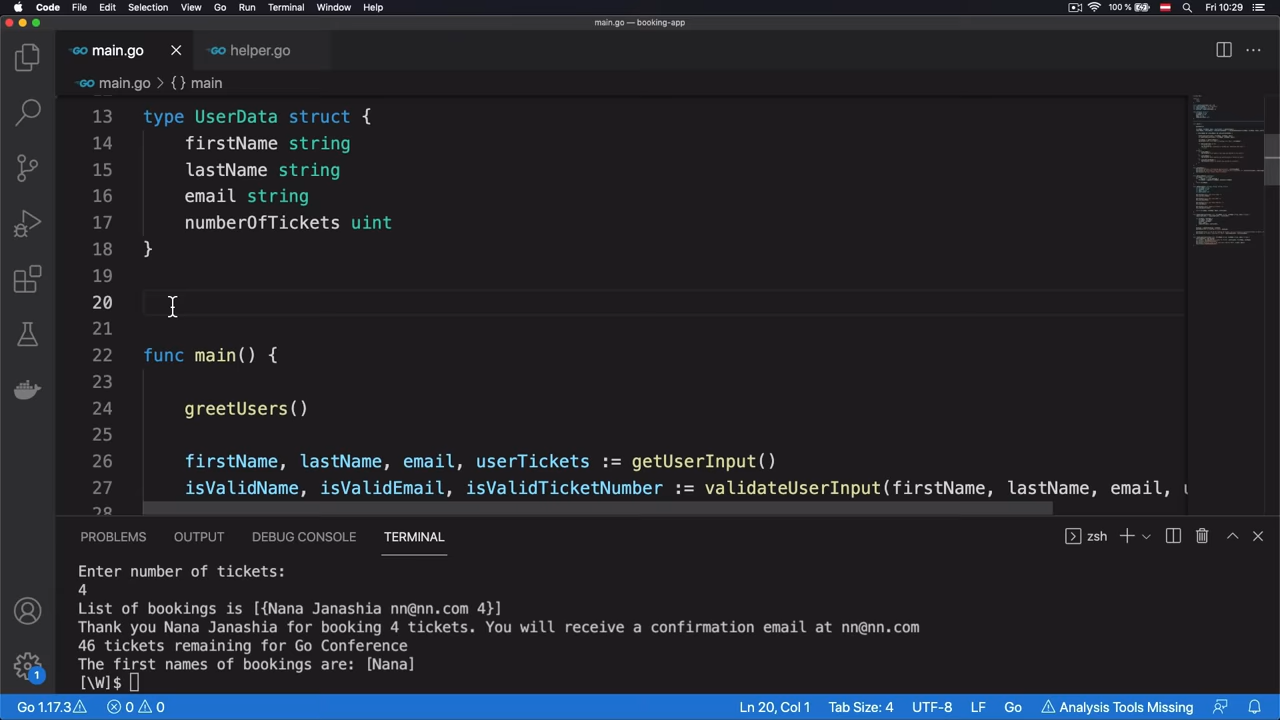 Code File Edit Selection View Go Run Terminal Window Help 100 % Fri 10:29
main.go — booking-app
main.go helper.go
main.go > {} main
13 type UserData struct {
14 firstName string
15 lastName string
16 email string
17 numberOfTickets uint
18 }
19
20
21
22 func main() {
23
24 greetUsers()
25
26 firstName, lastName, email, userTickets := getUserInput()
27 isValidName, isValidEmail, isValidTicketNumber := validateUserInput(firstName, lastName, email, u
28
PROBLEMS OUTPUT DEBUG CONSOLE TERMINAL zsh
Enter number of tickets:
4
List of bookings is [{Nana Janashia nn@nn.com 4}]
Thank you Nana Janashia for booking 4 tickets. You will receive a confirmation email at nn@nn.com
46 tickets remaining for Go Conference
The first names of bookings are: [Nana]
[\W]$
1
Go 1.17.3 0 0 Ln 20, Col 1 Tab Size: 4 UTF-8 LF Go Analysis Tools Missing